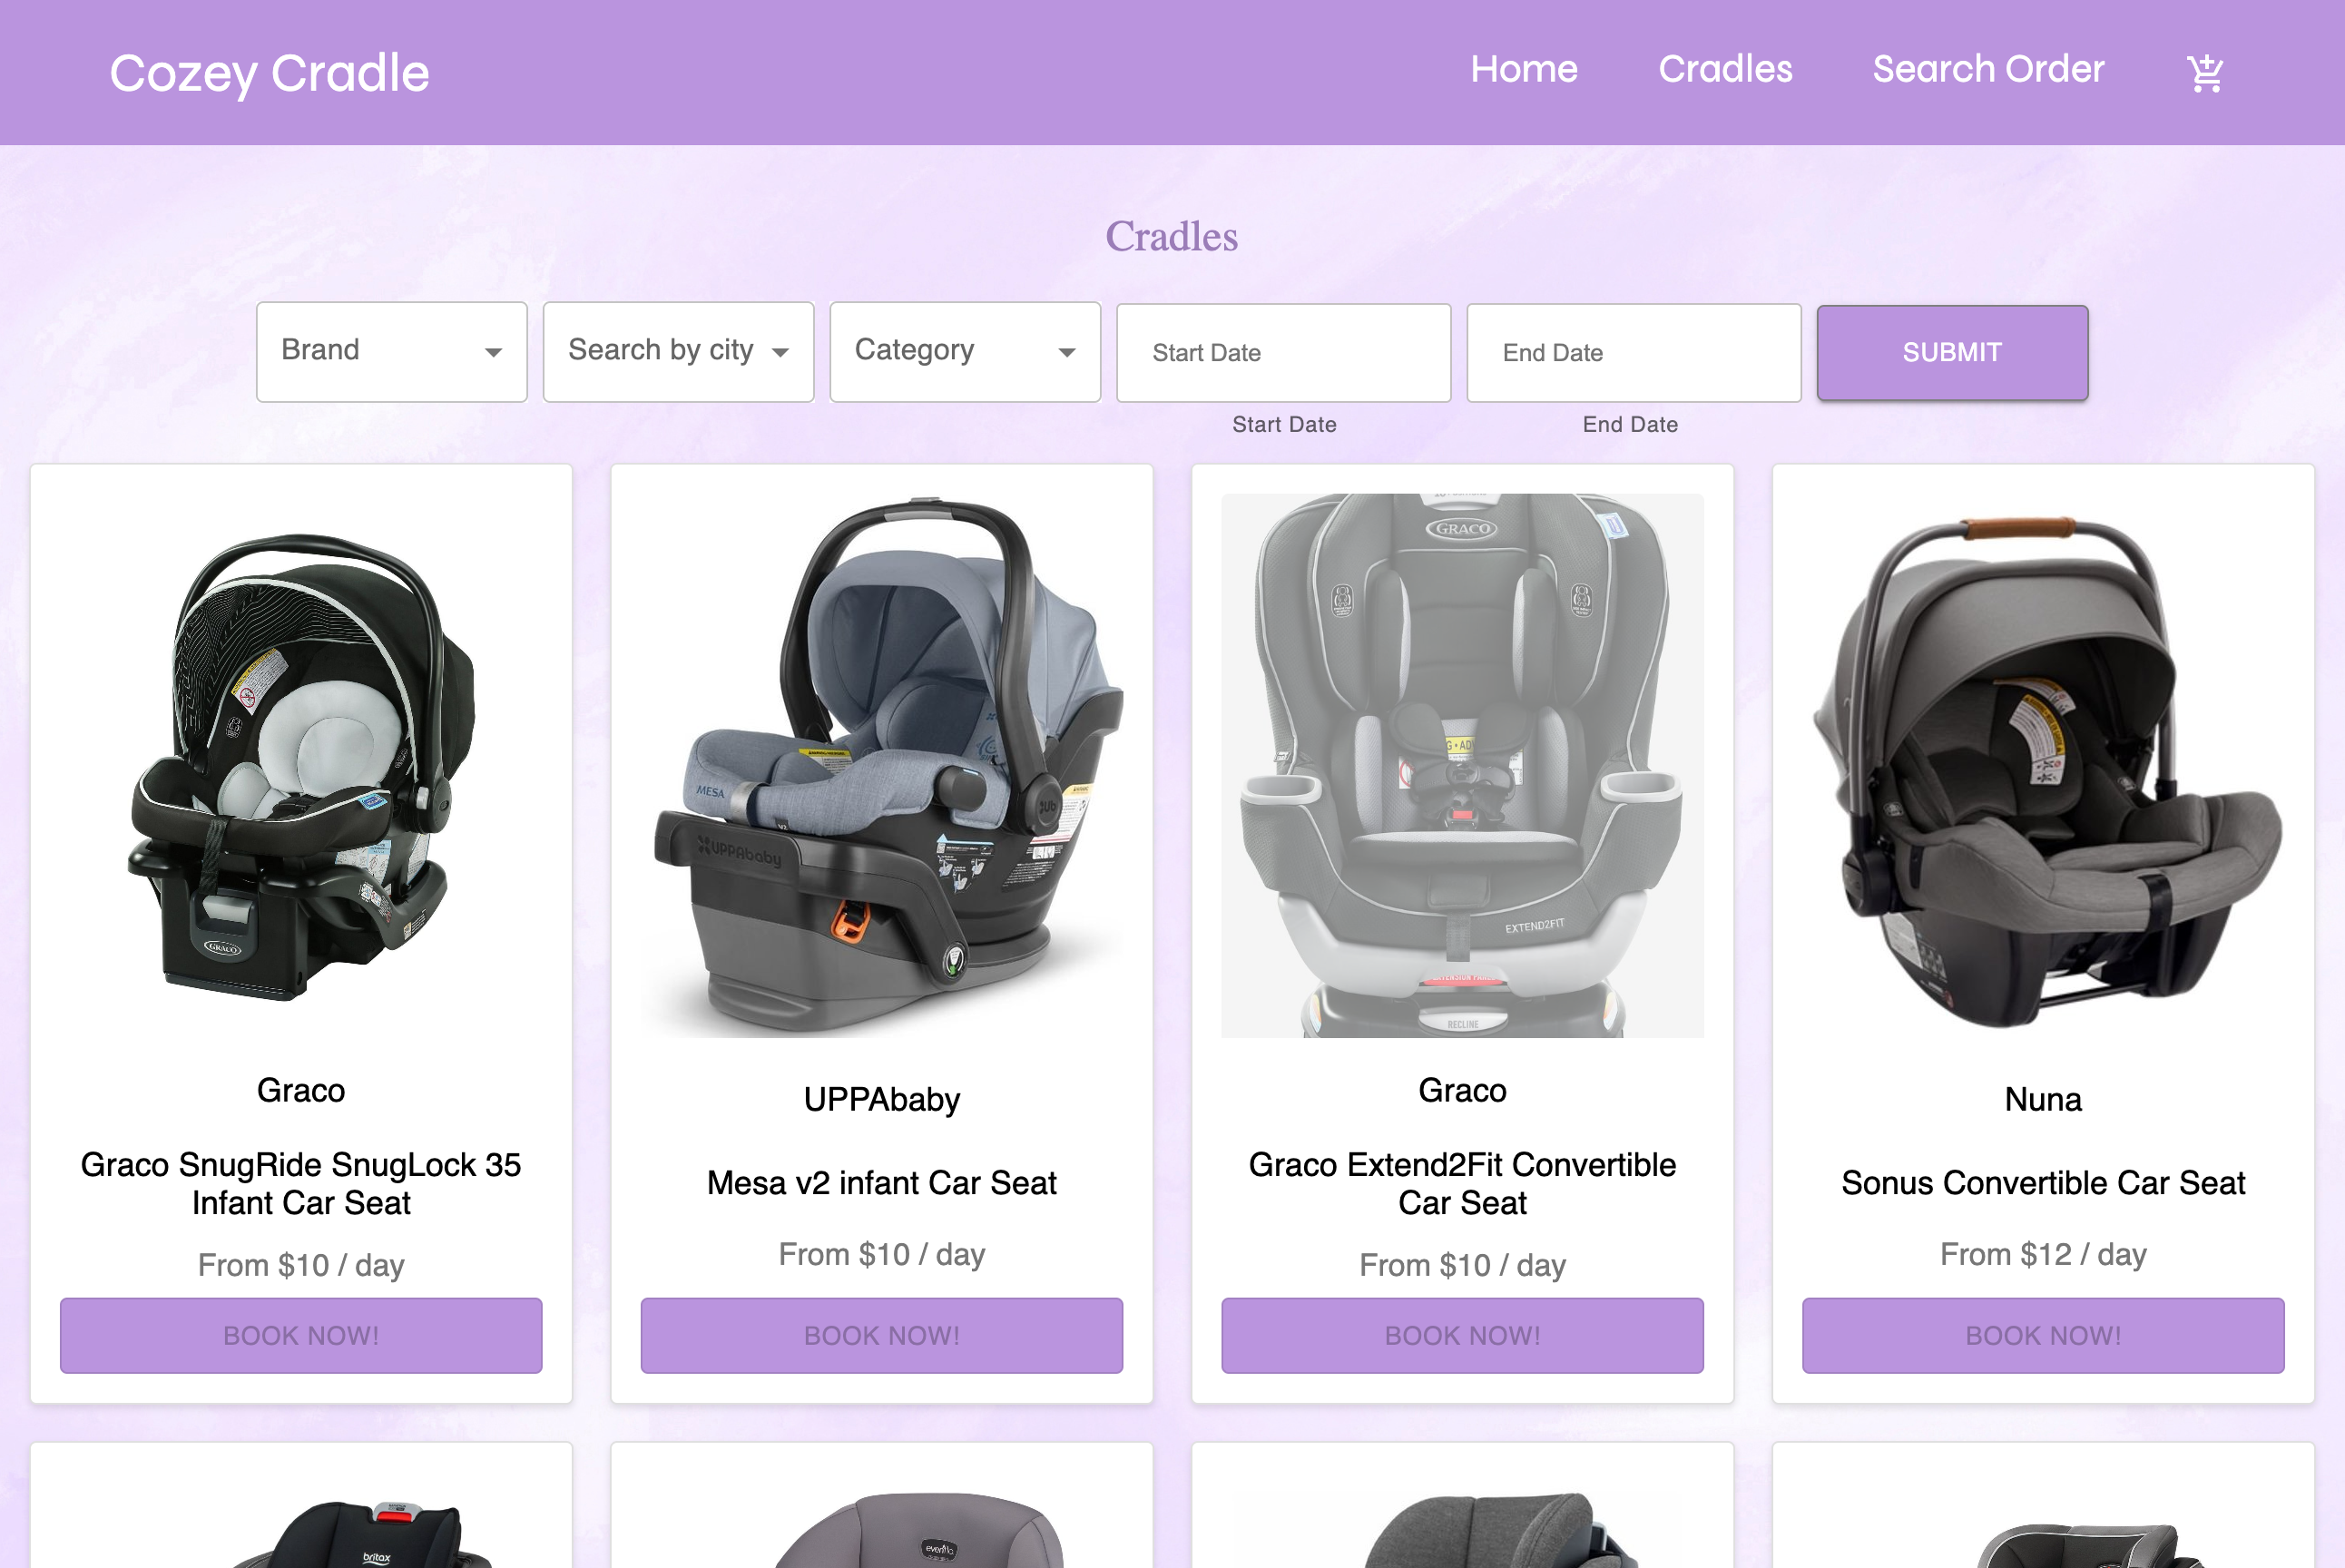 Cozey Cradle
Home
Cradles
Search Order
Cradles
Brand
Search by city
Category
Start Date
End Date
SUBMIT
Start Date
End Date
GRACO
MESA
UPPAbaby
GRACO
EXTEND2FIT
RECLINE
Graco
Graco SnugRide SnugLock 35
Infant Car Seat
From $10 / day
BOOK NOW!
UPPAbaby
Mesa v2 infant Car Seat
From $10 / day
BOOK NOW!
Graco
Graco Extend2Fit Convertible
Car Seat
From $10 / day
BOOK NOW!
Nuna
Sonus Convertible Car Seat
From $12 / day
BOOK NOW!
britax
evenflo